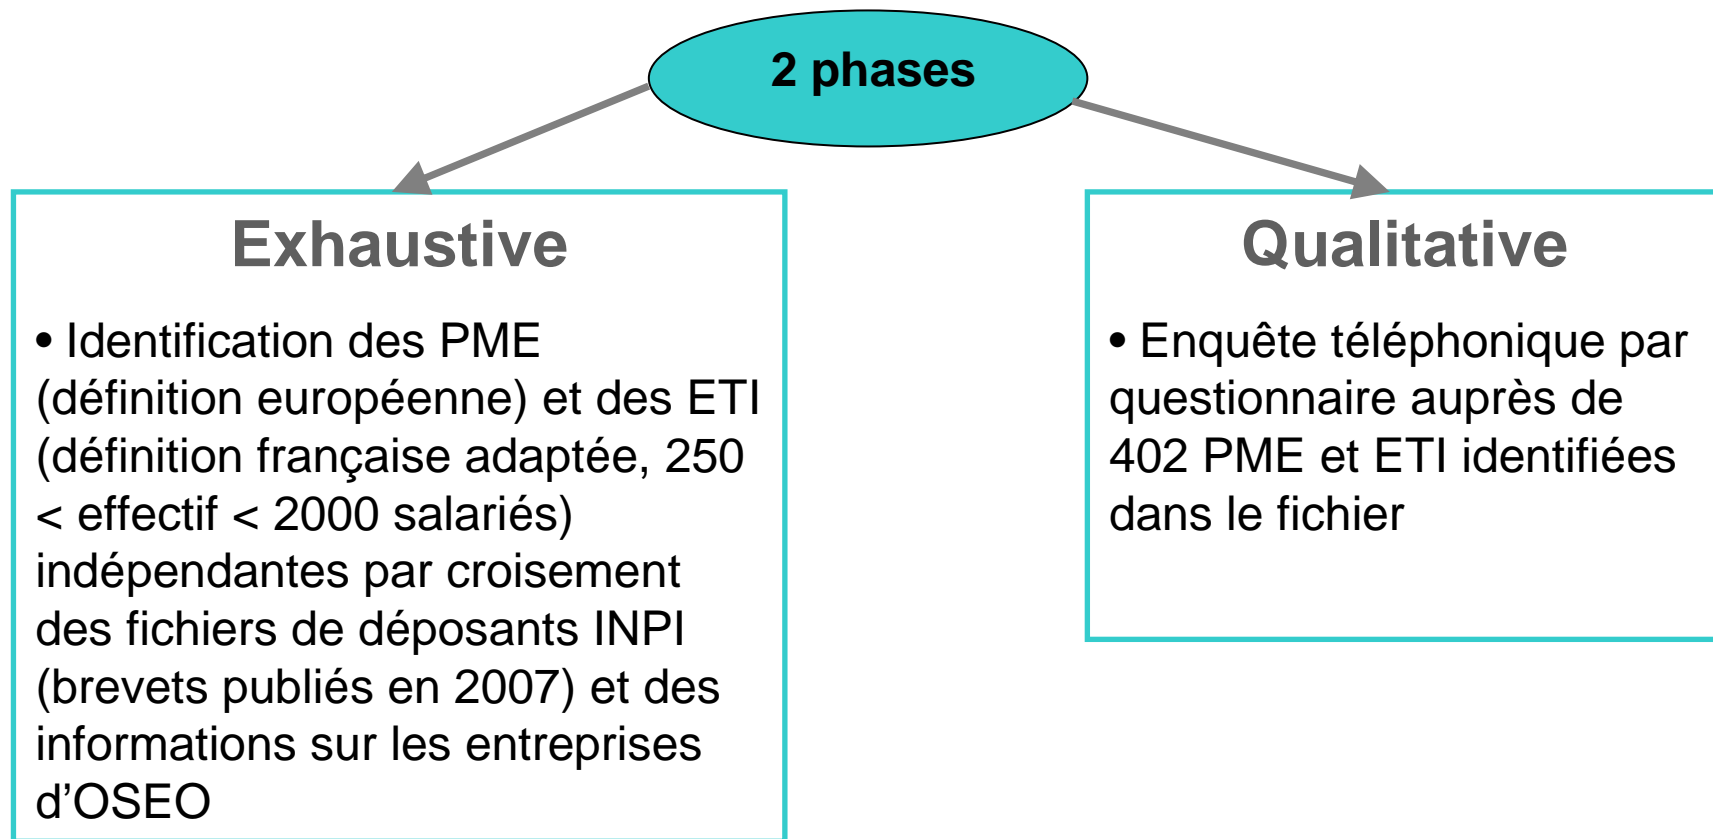 2 phases
Exhaustive
• Identification des PME
(définition européenne) et des ETI
(définition française adaptée, 250
< effectif < 2000 salariés)
indépendantes par croisement
des fichiers de déposants INPI
(brevets publiés en 2007) et des
informations sur les entreprises
d’OSEO
Qualitative
• Enquête téléphonique par
questionnaire auprès de
402 PME et ETI identifiées
dans le fichier